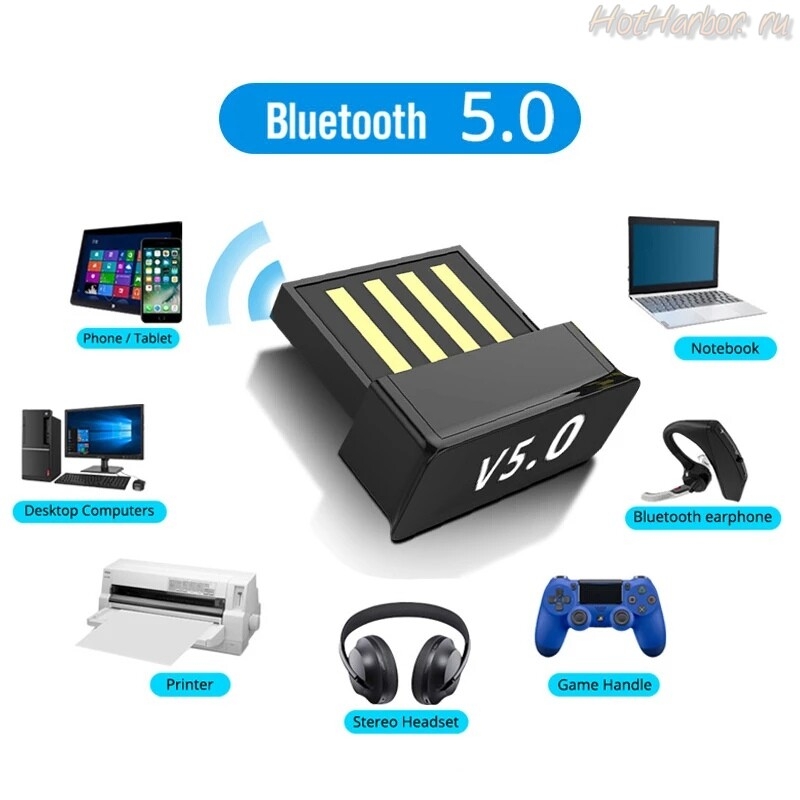 HotHarbor.ru
Bluetooth 5.0
Phone / Tablet
Notebook
V5.0
Desktop Computers
Bluetooth earphone
Printer
Game Handle
Stereo Headset